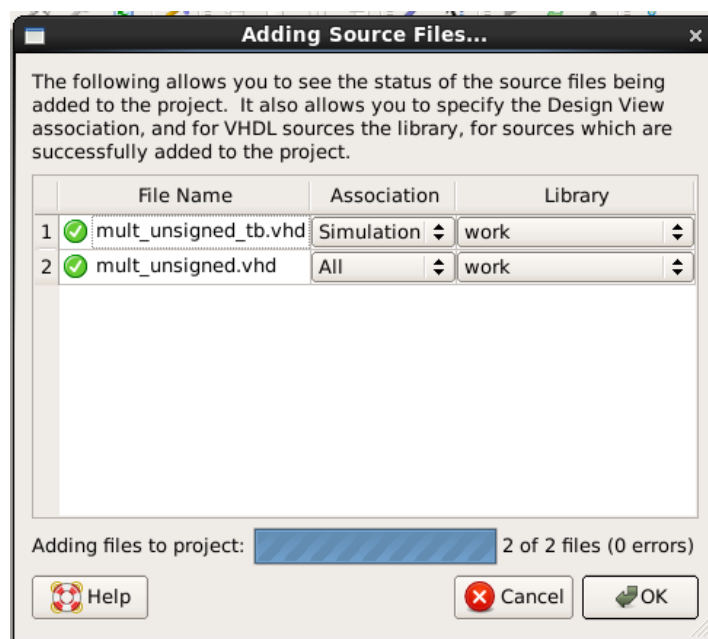 Adding Source Files...
The following allows you to see the status of the source files being
added to the project. It also allows you to specify the Design View
association, and for VHDL sources the library, for sources which are
successfully added to the project.
File Name Association Library
1 mult_unsigned_tb.vhd Simulation work
2 mult_unsigned.vhd All work
Adding files to project: 2 of 2 files (0 errors)
Help Cancel OK